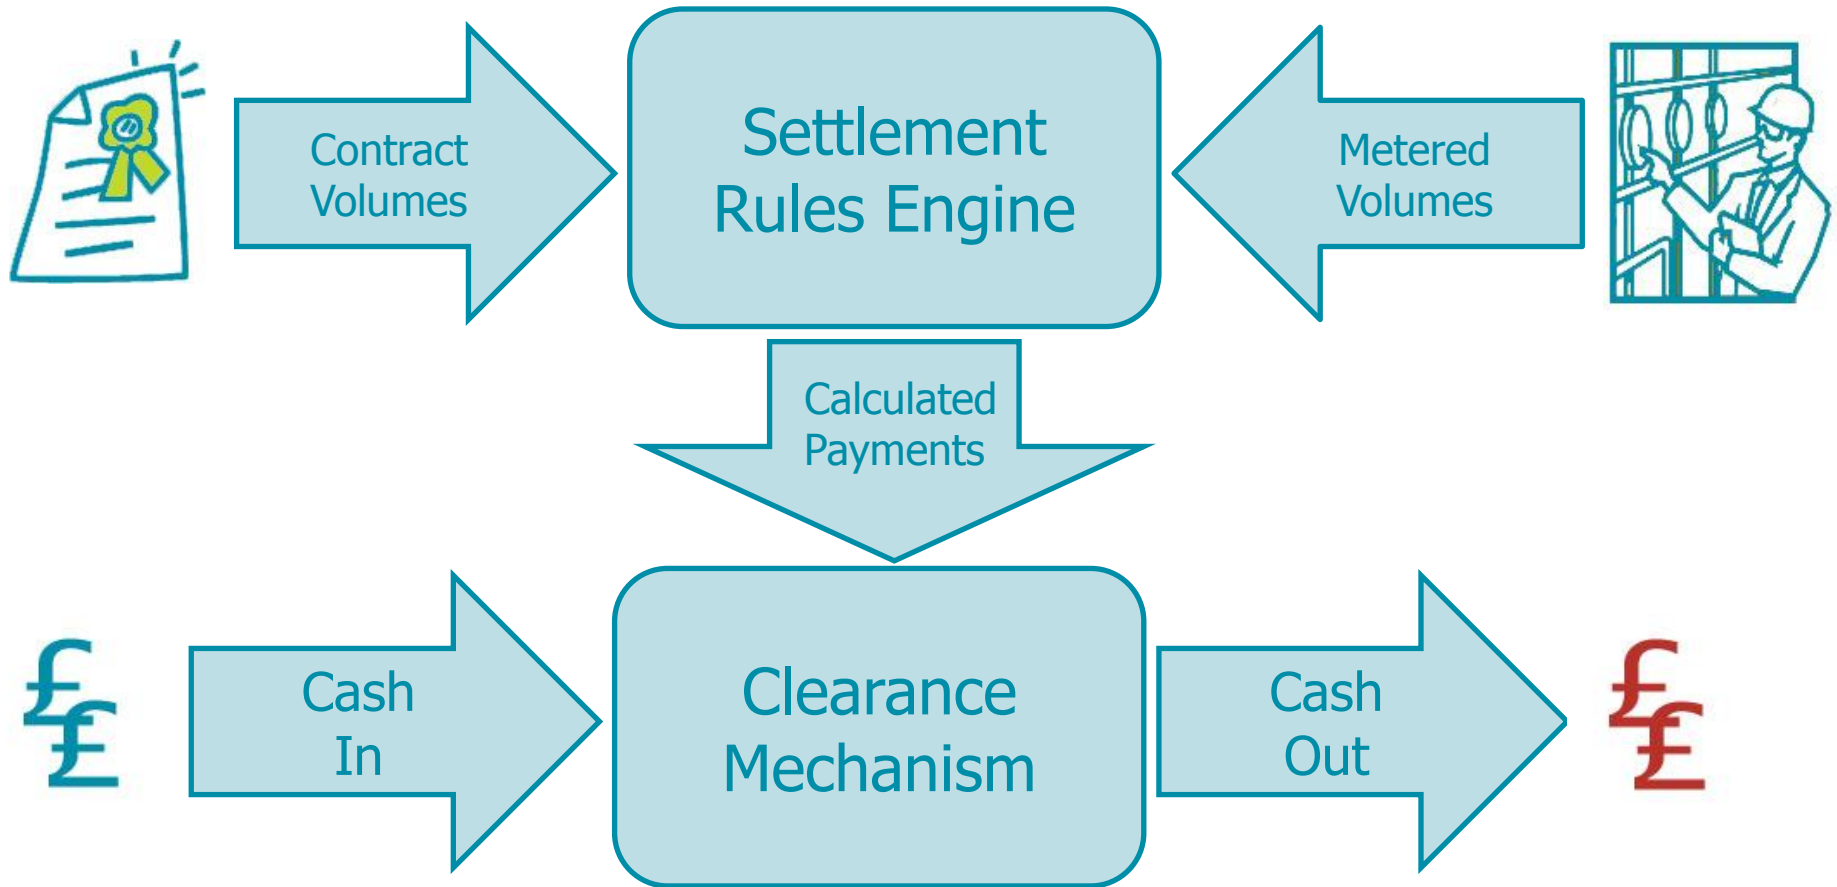 Contract
Volumes
Settlement
Rules Engine
Metered
Volumes
Calculated
Payments
£
£
Cash
In
Clearance
Mechanism
Cash
Out
£
£